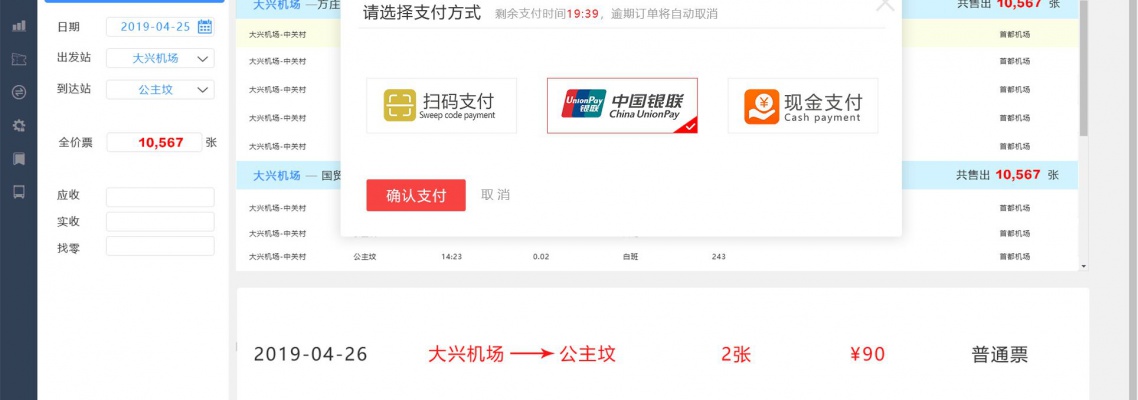 大兴机场 — 万庄
共售出 10,567 张
请选择支付方式 剩余支付时间19:39，逾期订单将自动取消
日期 2019-04-25
大兴机场-中关村 首都机场
出发站 大兴机场
大兴机场-中关村 首都机场
到达站 公主坟
大兴机场-中关村 首都机场
扫码支付
Sweep code payment
UnionPay
银联
中国银联
China UnionPay
现金支付
Cash payment
大兴机场-中关村 首都机场
全价票 10,567 张
大兴机场-中关村 首都机场
大兴机场 — 国贸
共售出 10,567 张
确认支付 取消
应收
大兴机场-中关村 首都机场
实收
大兴机场-中关村 首都机场
找零
大兴机场-中关村 公主坟 14:23 0.02 白班 243 首都机场
2019-04-26 大兴机场 公主坟 2张 ¥90 普通票